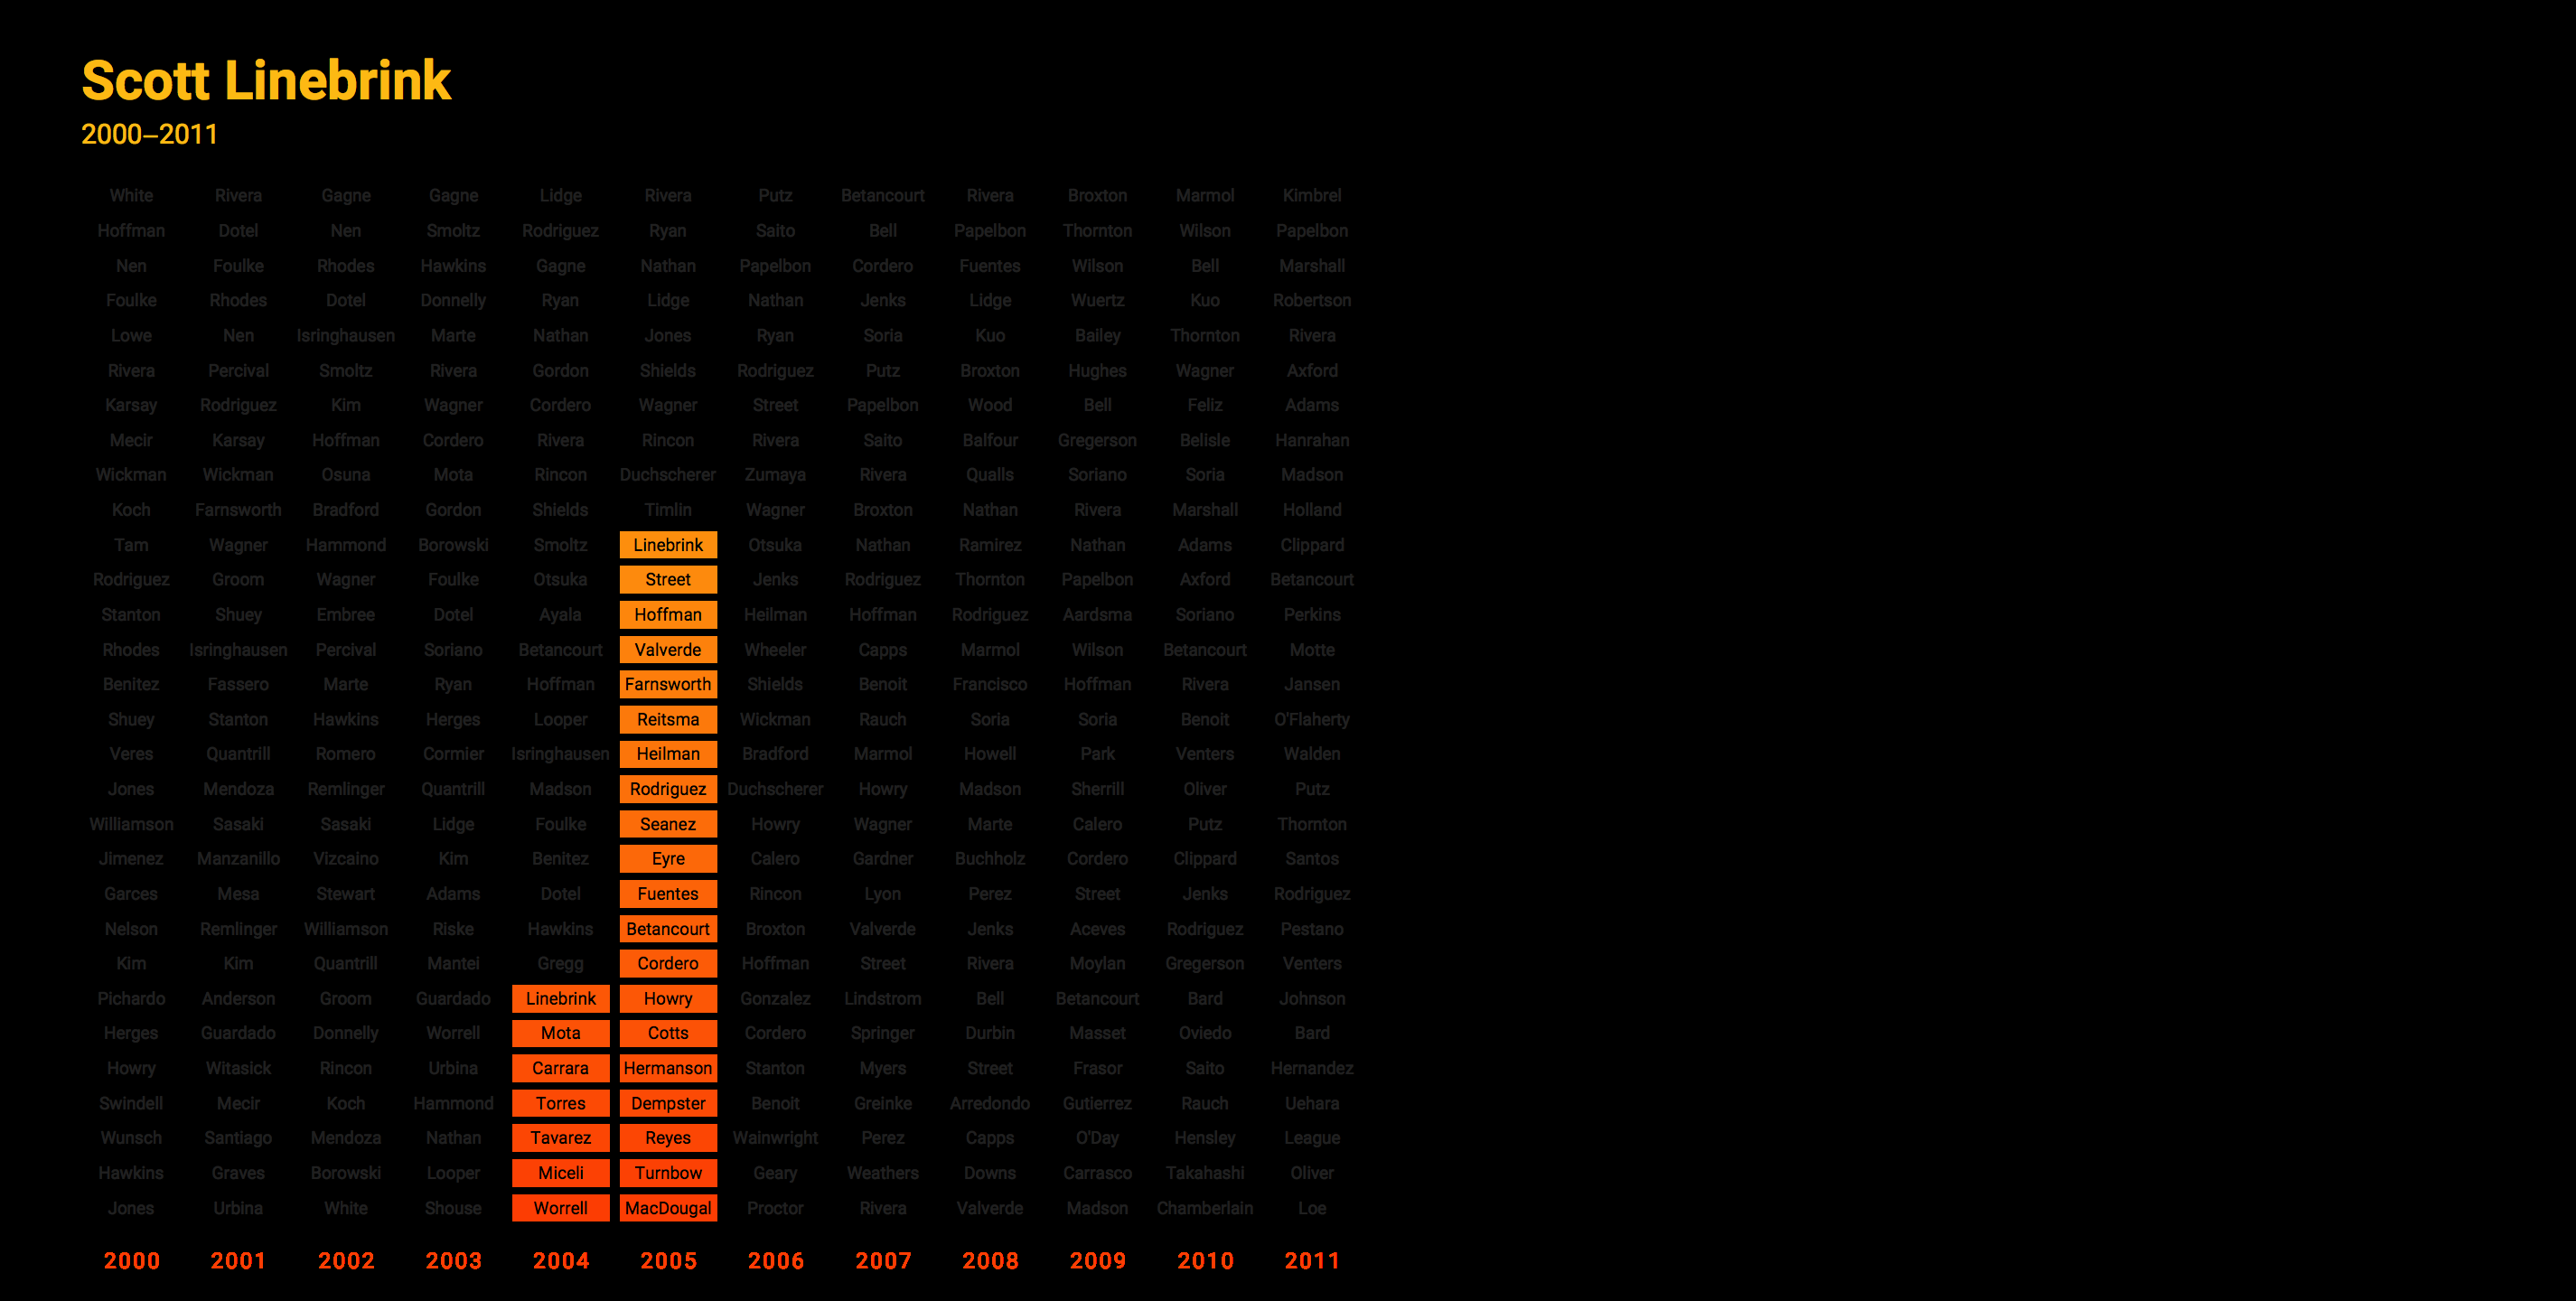 Scott Linebrink
2000–2011
White Rivera Gagne Gagne Lidge Rivera Putz Betancourt Rivera Broxton Marmol Kimbrel
Hoffman Dotel Nen Smoltz Rodriguez Ryan Saito Bell Papelbon Thornton Wilson Papelbon
Nen Foulke Rhodes Hawkins Gagne Nathan Papelbon Cordero Fuentes Wilson Bell Marshall
Foulke Rhodes Dotel Donnelly Ryan Lidge Nathan Jenks Lidge Wuertz Kuo Robertson
Lowe Nen Isringhausen Marte Nathan Jones Ryan Soria Kuo Bailey Thornton Rivera
Rivera Percival Smoltz Rivera Gordon Shields Rodriguez Putz Broxton Hughes Wagner Axford
Karsay Rodriguez Kim Wagner Cordero Wagner Street Papelbon Wood Bell Feliz Adams
Mecir Karsay Hoffman Cordero Rivera Rincon Rivera Saito Balfour Gregerson Belisle Hanrahan
Wickman Wickman Osuna Mota Rincon Duchscherer Zumaya Rivera Qualls Soriano Soria Madson
Koch Farnsworth Bradford Gordon Shields Timlin Wagner Broxton Nathan Rivera Marshall Holland
Tam Wagner Hammond Borowski Smoltz Linebrink Otsuka Nathan Ramirez Nathan Adams Clippard
Rodriguez Groom Wagner Foulke Otsuka Street Jenks Rodriguez Thornton Papelbon Axford Betancourt
Stanton Shuey Embree Dotel Ayala Hoffman Heilman Hoffman Rodriguez Aardsma Soriano Perkins
Rhodes Isringhausen Percival Soriano Betancourt Valverde Wheeler Capps Marmol Wilson Betancourt Motte
Benitez Fassero Marte Ryan Hoffman Farnsworth Shields Benoit Francisco Hoffman Rivera Jansen
Shuey Stanton Hawkins Herges Looper Reitsma Wickman Rauch Soria Soria Benoit O'Flaherty
Veres Quantrill Romero Cormier Isringhausen Heilman Bradford Marmol Howell Park Venters Walden
Jones Mendoza Remlinger Quantrill Madson Rodriguez Duchscherer Howry Madson Sherrill Oliver Putz
Williamson Sasaki Sasaki Lidge Foulke Seanez Howry Wagner Marte Calero Putz Thornton
Jimenez Manzanillo Vizcaino Kim Benitez Eyre Calero Gardner Buchholz Cordero Clippard Santos
Garces Mesa Stewart Adams Dotel Fuentes Rincon Lyon Perez Street Jenks Rodriguez
Nelson Remlinger Williamson Riske Hawkins Betancourt Broxton Valverde Jenks Aceves Rodriguez Pestano
Kim Kim Quantrill Mantei Gregg Cordero Hoffman Street Rivera Moylan Gregerson Venters
Pichardo Anderson Groom Guardado Linebrink Howry Gonzalez Lindstrom Bell Betancourt Bard Johnson
Herges Guardado Donnelly Worrell Mota Cotts Cordero Springer Durbin Masset Oviedo Bard
Howry Witasick Rincon Urbina Carrara Hermanson Stanton Myers Street Frasor Saito Hernandez
Swindell Mecir Koch Hammond Torres Dempster Benoit Greinke Arredondo Gutierrez Rauch Uehara
Wunsch Santiago Mendoza Nathan Tavarez Reyes Wainwright Perez Capps O'Day Hensley League
Hawkins Graves Borowski Looper Miceli Turnbow Geary Weathers Downs Carrasco Takahashi Oliver
Jones Urbina White Shouse Worrell MacDougal Proctor Rivera Valverde Madson Chamberlain Loe
2000 2001 2002 2003 2004 2005 2006 2007 2008 2009 2010 2011